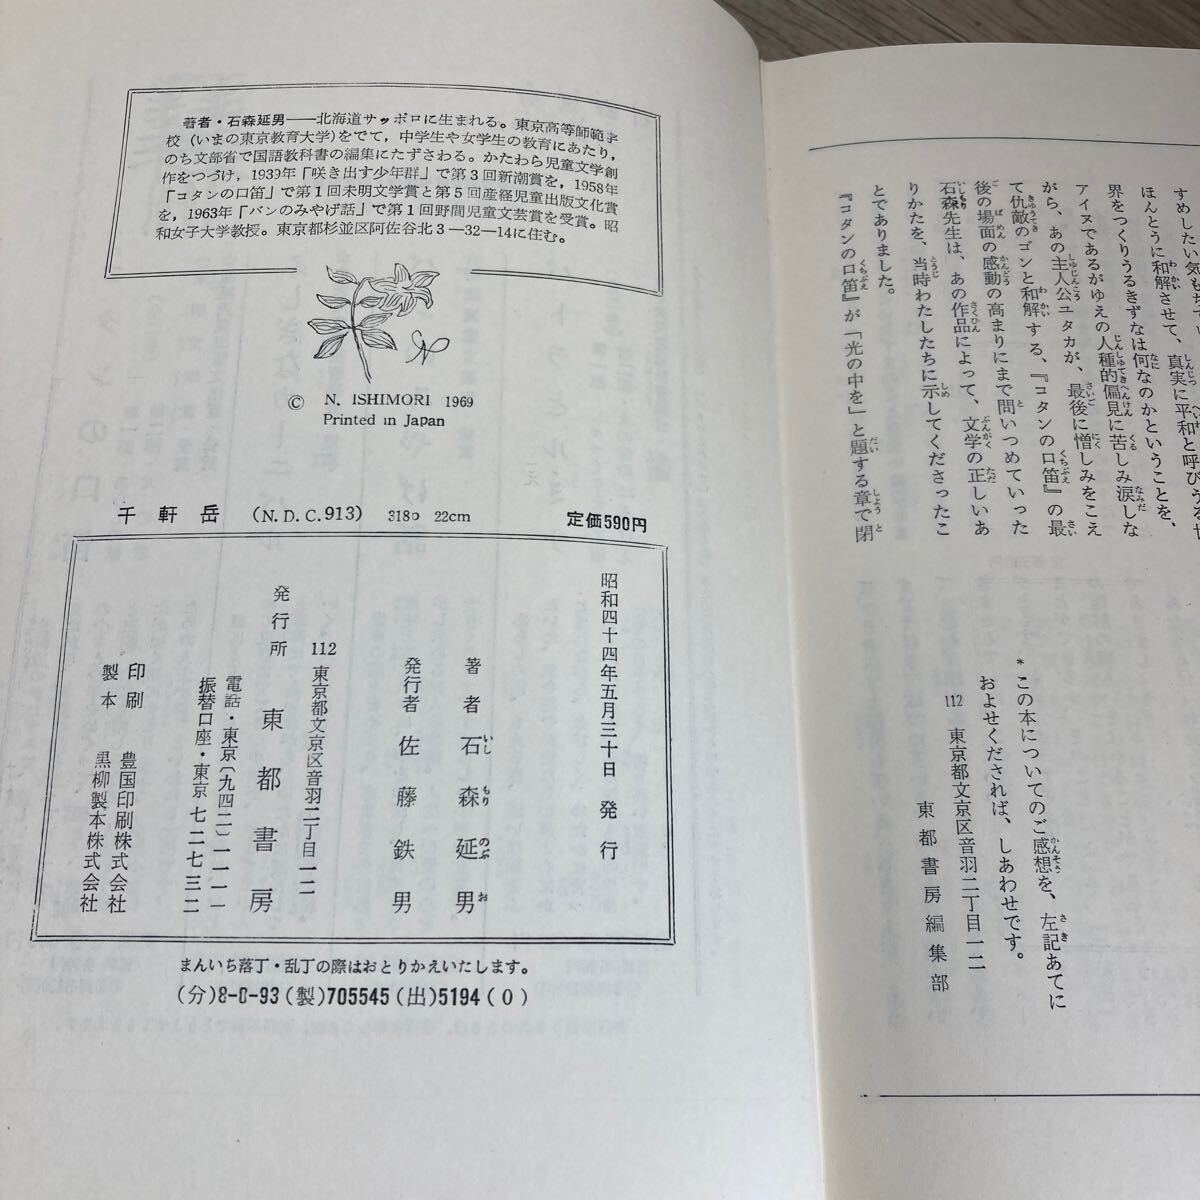 すめしたい気もち
ほんとうに和解させて、真実に平和と呼びうる世
界をつくりうるきずなは何なのかということを、
アイヌであるがゆえの人種的偏見に苦しみ涙しな
がら、あの主人公ユタカが、最後に憎しみをこえ
て仇敵のゴンと和解する、『コタンの口笛』の最
後の場面の感動の高まりにまで問いつめていった
石森先生は、あの作品によって、文学の正しいあ
りかたを、当時わたしたちに示してくださったこ
とでありました。
『コタンの口笛』が「光の中を」と題する章で閉
*この本についてのご感想を、左記あてに
およせくだされば、しあわせです。
112 東京都文京区音羽二丁目一二
東都書房編集部
著者・石森延男――北海道サッポロに生まれる。東京高等師範学
校(いまの東京教育大学)をでて，中学生や女学生の教育にあたり，
のち文部省で国語教科書の編集にたずさわる。かたわら児童文学創
作をつづけ，1939年「咲き出す少年群」で第3回新潮賞を，1958年
「コタンの口笛」で第1回未明文学賞と第5回産経児童出版文化賞
を，1963年「バンのみやげ話」で第1回野間児童文芸賞を受賞。昭
和女子大学教授。東京都杉並区阿佐谷北3－32－14に住む。
© N. ISHIMORI 1969
Printed in Japan
千軒岳 (N.D.C.913) 318p 22cm 定価590円
昭和四十四年五月三十日 発行
著者 石森延男
発行者 佐藤鉄男
112 東京都文京区音羽二丁目一二
発行所 東都書房
電話・東京(九四二)一一一一
振替口座・東京 七二七三二
印刷 豊国印刷株式会社
製本 黒柳製本株式会社
まんいち落丁・乱丁の際はおとりかえいたします。
(分)8-0-93(製)705545(出)5194(0)